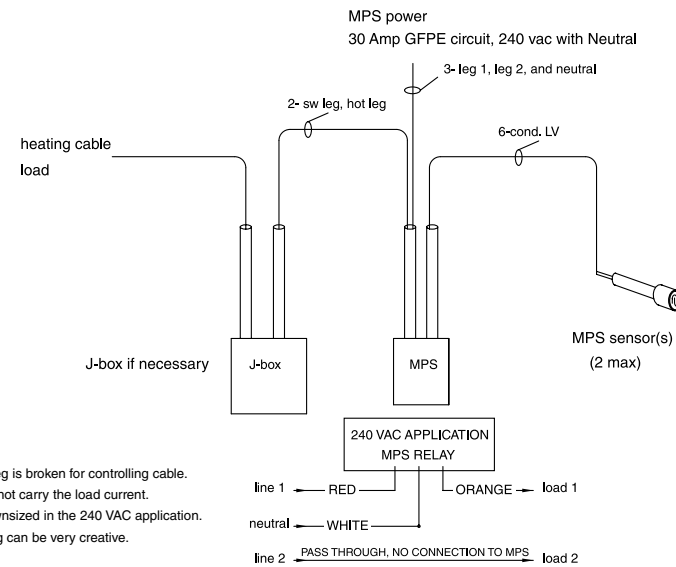 MPS power
30 Amp GFPE circuit, 240 vac with Neutral
3- leg 1, leg 2, and neutral
2- sw leg, hot leg
6-cond. LV
heating cable
load
J-box if necessary
J-box
MPS
MPS sensor(s)
(2 max)
240 VAC APPLICATION
MPS RELAY
eg is broken for controlling cable.
not carry the load current.
wnsized in the 240 VAC application.
g can be very creative.
line 1 RED ORANGE load 1
neutral WHITE
line 2 PASS THROUGH, NO CONNECTION TO MPS load 2